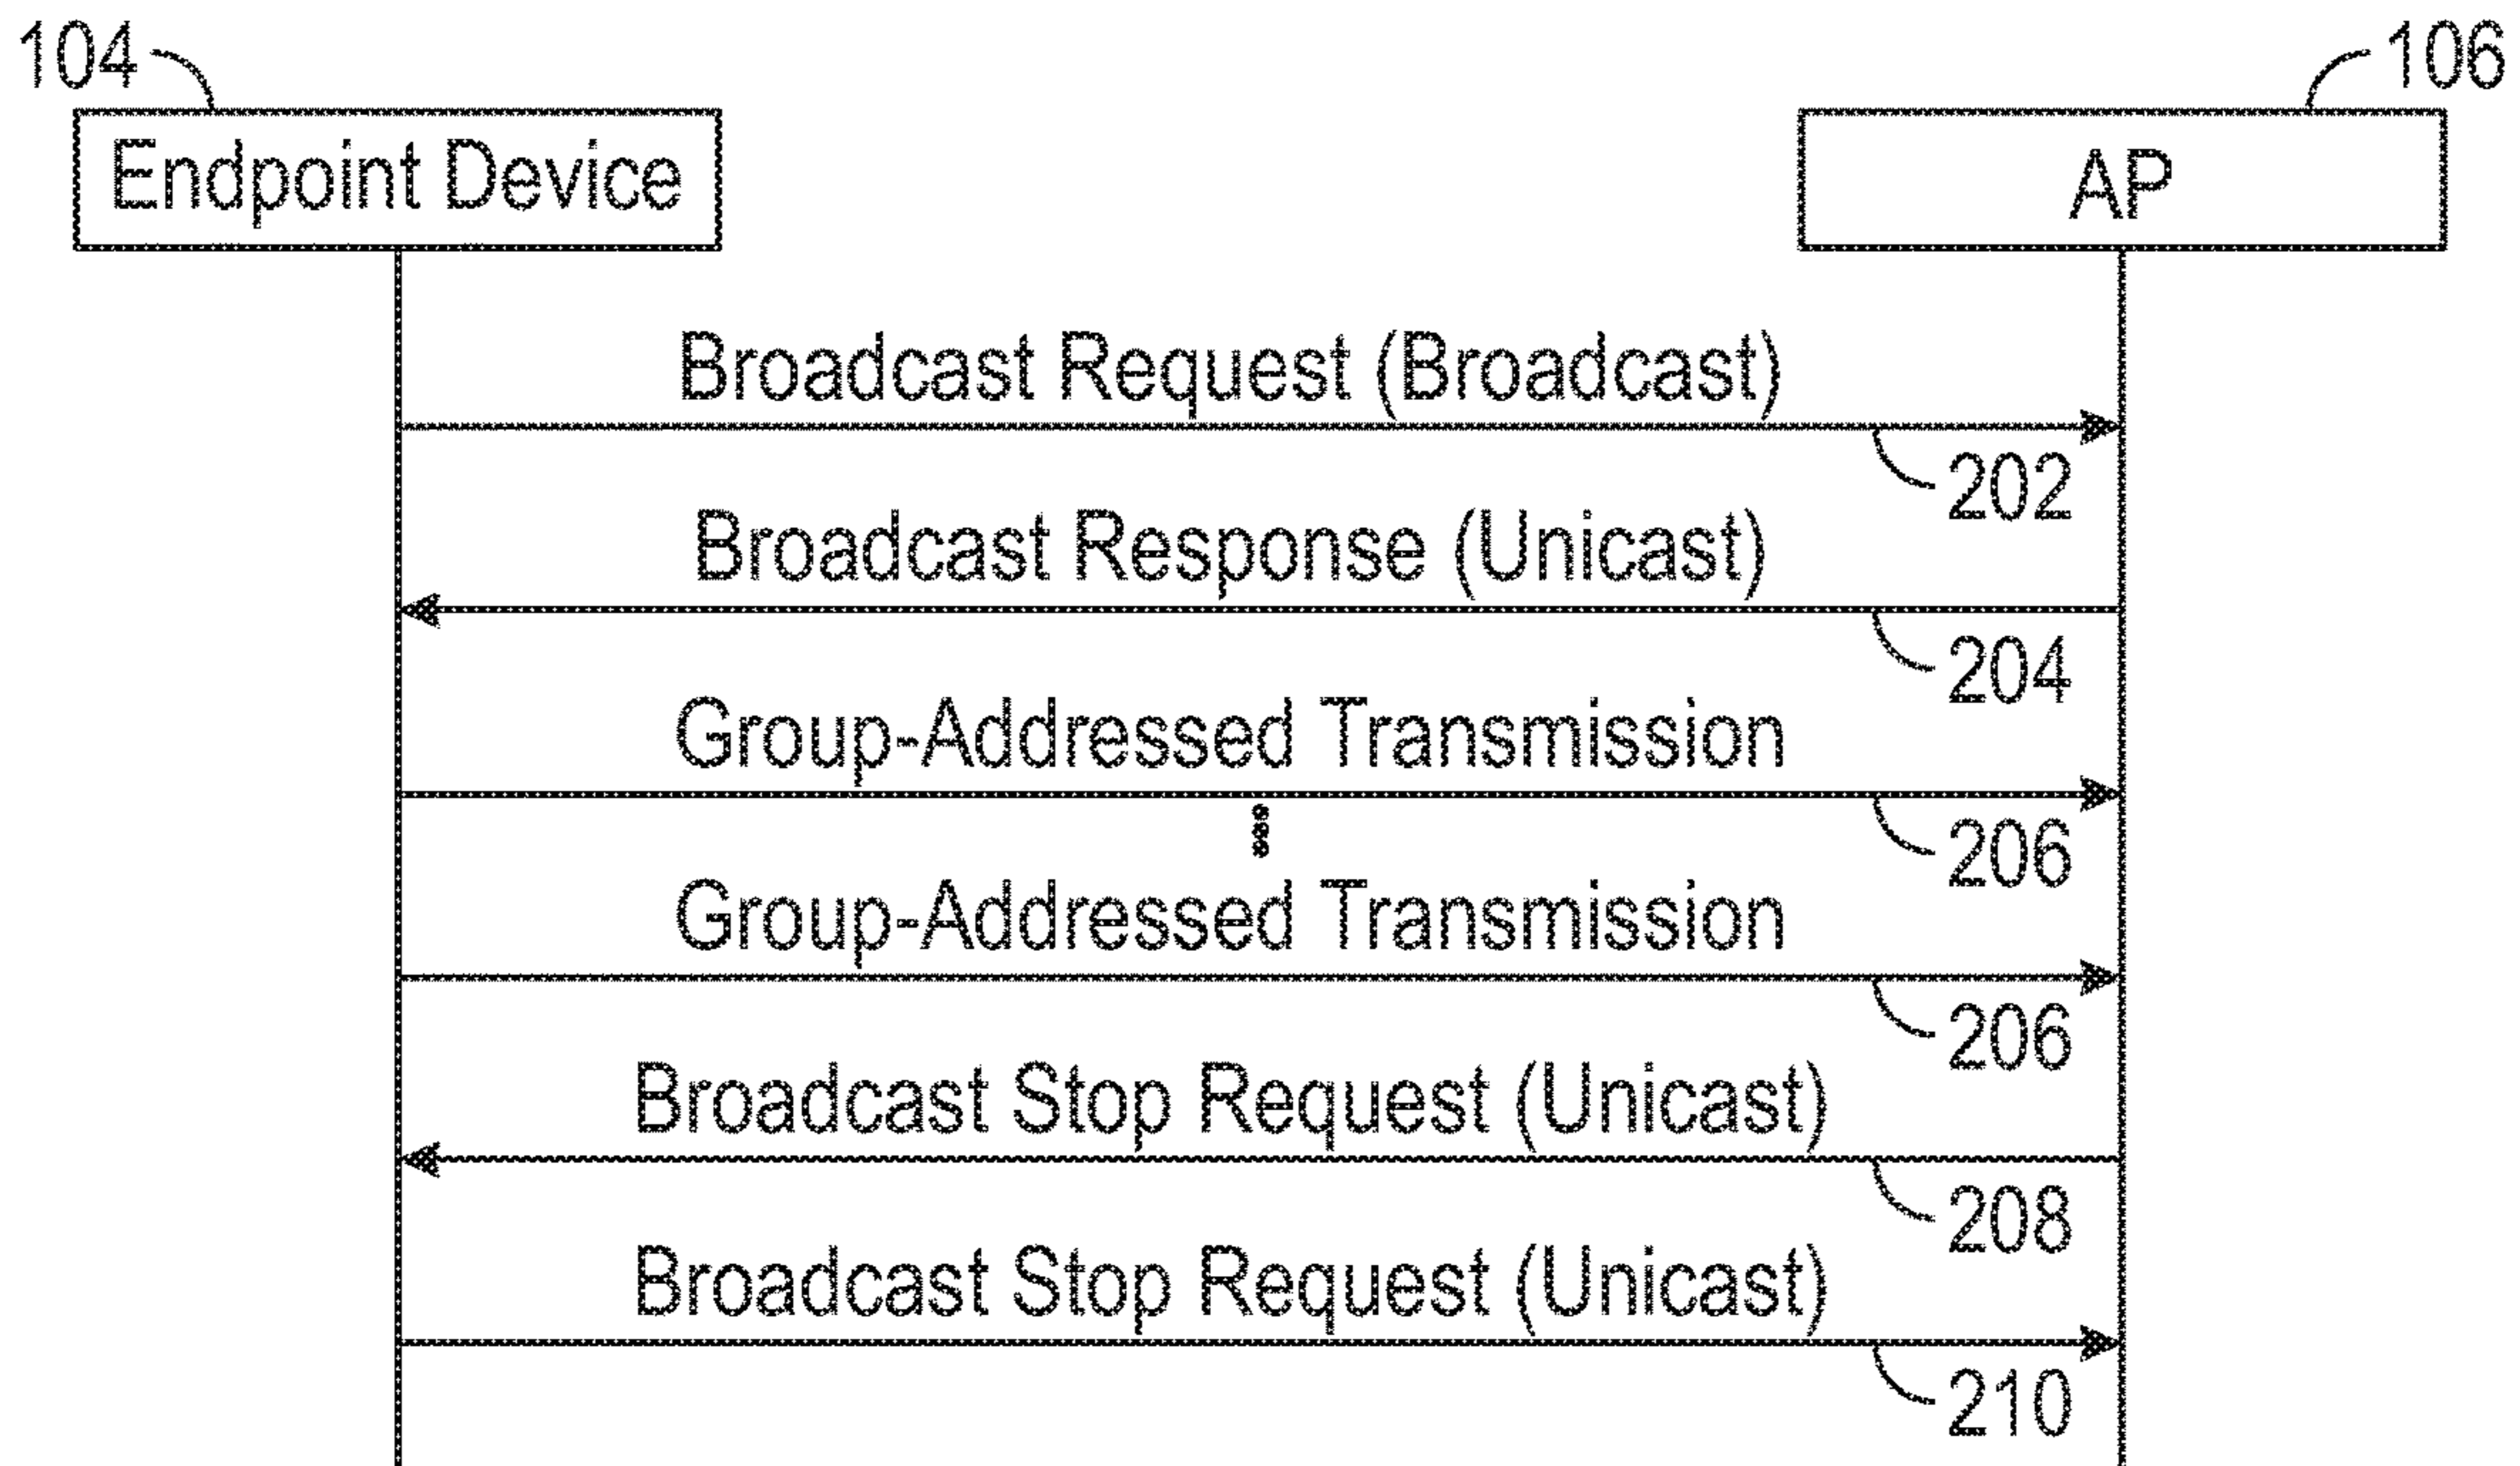 104
106
Endpoint Device
AP
Broadcast Request (Broadcast)
202
Broadcast Response (Unicast)
204
Group-Addressed Transmission
206
Group-Addressed Transmission
206
Broadcast Stop Request (Unicast)
208
Broadcast Stop Request (Unicast)
210